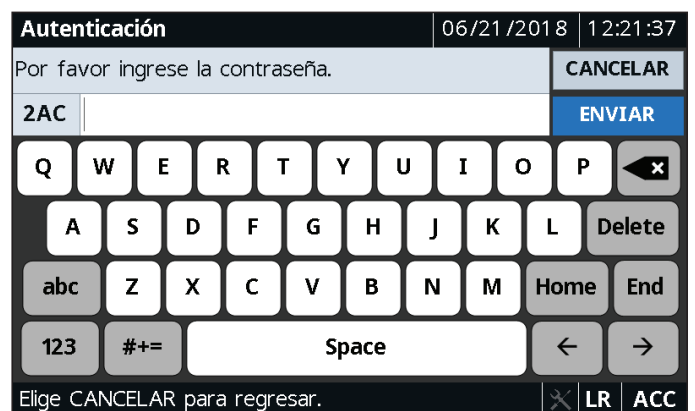 Autenticación 06/21/2018 12:21:37
Por favor ingrese la contraseña. CANCELAR
2AC ENVIAR
Q W E R T Y U I O P
A S D F G H J K L Delete
abc Z X C V B N M Home End
123 #+= Space ← →
Elige CANCELAR para regresar. LR ACC